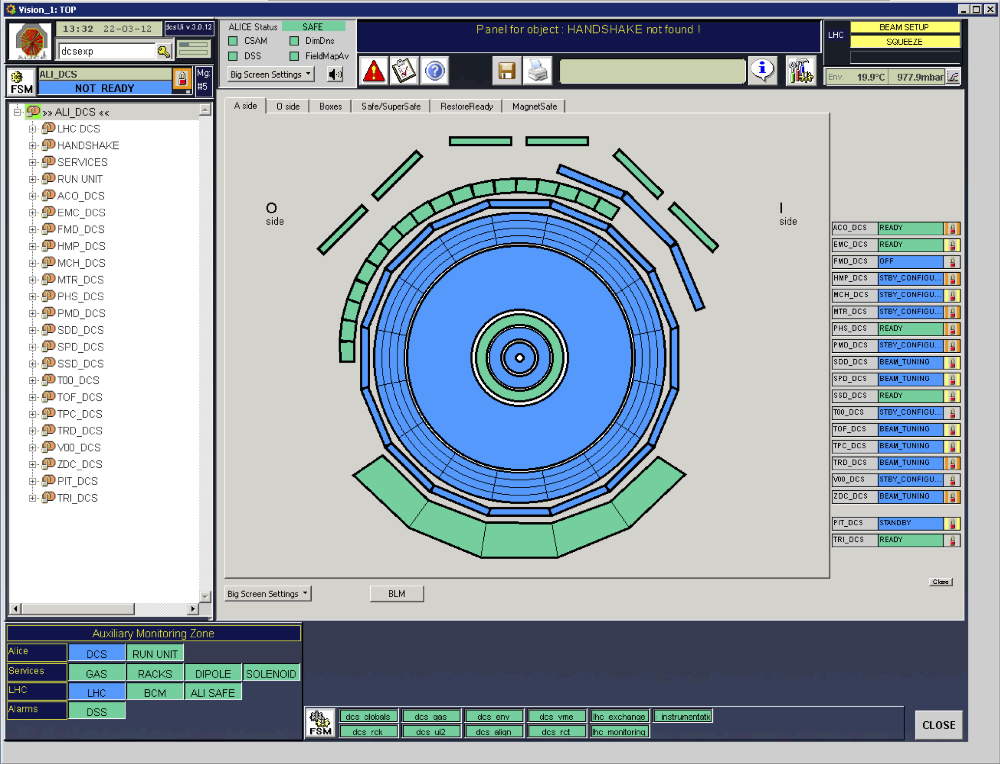 Vision_1: TOP
13:32 22-03-12
dcsUi v.3.0.12
dcsexp
ALICE
FSM
ALI_DCS
NOT READY
Mg:
#5
ALICE Status SAFE
CSAM DimDns
DSS FieldMapAv
Big Screen Settings
Panel for object : HANDSHAKE not found !
LHC
BEAM SETUP
SQUEEZE
Env. 19.9°C 977.9mbar
»» ALI_DCS ««
LHC DCS
HANDSHAKE
SERVICES
RUN UNIT
ACO_DCS
EMC_DCS
FMD_DCS
HMP_DCS
MCH_DCS
MTR_DCS
PHS_DCS
PMD_DCS
SDD_DCS
SPD_DCS
SSD_DCS
T00_DCS
TOF_DCS
TPC_DCS
TRD_DCS
V00_DCS
ZDC_DCS
PIT_DCS
TRI_DCS
A side O side Boxes Safe/SuperSafe RestoreReady MagnetSafe
O
side
I
side
ACO_DCS READY
EMC_DCS READY
FMD_DCS OFF
HMP_DCS STBY_CONFIGU...
MCH_DCS STBY_CONFIGU...
MTR_DCS STBY_CONFIGU...
PHS_DCS READY
PMD_DCS STBY_CONFIGU...
SDD_DCS BEAM_TUNING
SPD_DCS BEAM_TUNING
SSD_DCS READY
T00_DCS STBY_CONFIGU...
TOF_DCS BEAM_TUNING
TPC_DCS BEAM_TUNING
TRD_DCS BEAM_TUNING
V00_DCS STBY_CONFIGU...
ZDC_DCS BEAM_TUNING
PIT_DCS STANDBY
TRI_DCS READY
Close
Big Screen Settings BLM
Auxiliary Monitoring Zone
Alice DCS RUN UNIT
Services GAS RACKS DIPOLE SOLENOID
LHC LHC BCM ALI SAFE
Alarms DSS
FSM
dcs_globals dcs_gas dcs_env dcs_vme lhc_exchange : instrumentatic
dcs_rck dcs_ui2 dcs_align dcs_rct lhc_monitoring
CLOSE